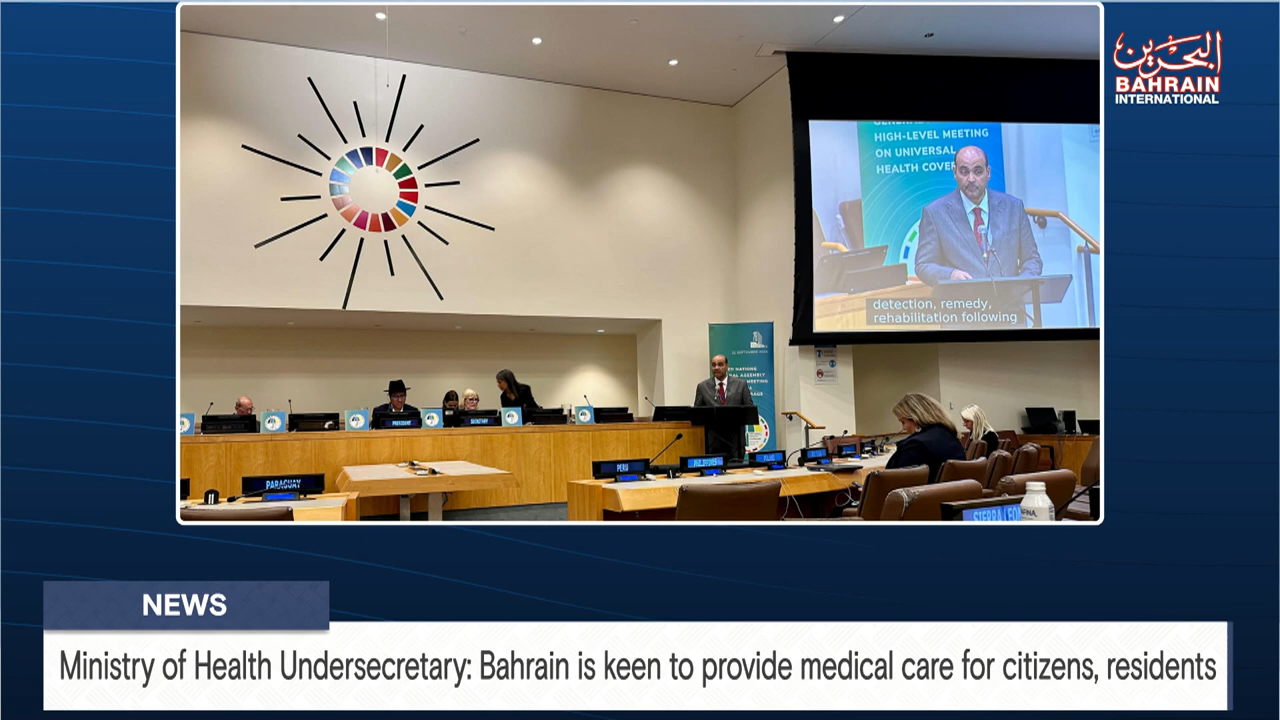 البحرين
BAHRAIN
INTERNATIONAL
HIGH-LEVEL MEETING
ON UNIVERSAL
HEALTH
detection, remedy,
rehabilitation following
PRESIDENT
SECRETARY
PERU
PHILIPPINES
PARAGUAY
NEWS
Ministry of Health Undersecretary: Bahrain is keen to provide medical care for citizens, residents